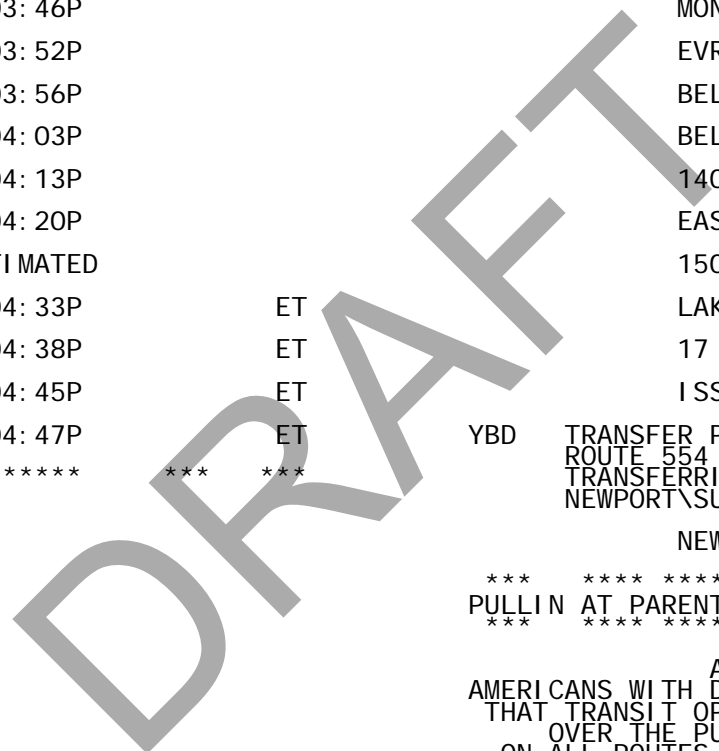 03:46P MON
03:52P EVR
03:56P BEL
04:03P BEL
04:13P 140
04:20P EAS
TIMATED 150
04:33P ET LAK
04:38P ET 17
04:45P ET ISS
04:47P ET YBD TRANSFER P
ROUTE 554
***** *** *** TRANSFERRI
NEWPORT\SU
NEW
*** **** ****
PULLIN AT PARENT
*** **** ****
A
AMERICANS WITH D
THAT TRANSIT OP
OVER THE PU
ON ALL ROUTES
DRAFT